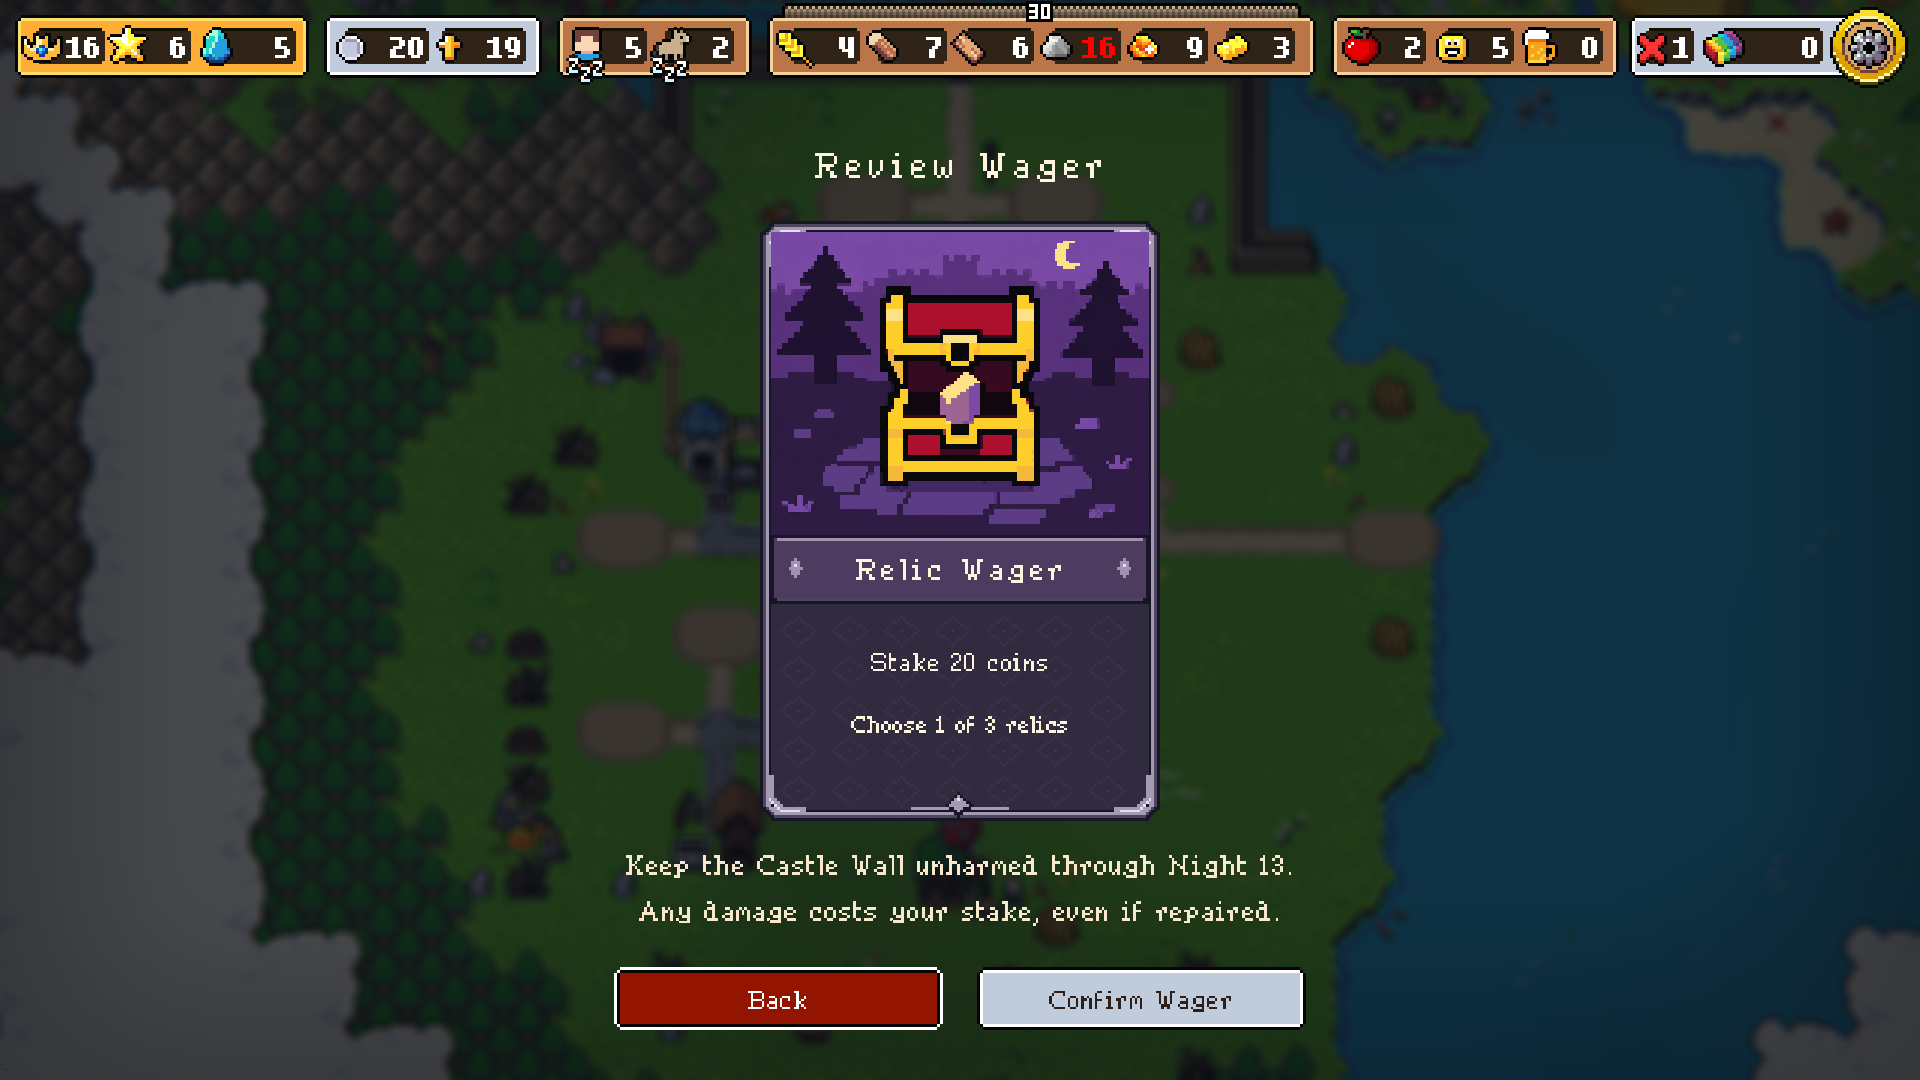 30
16 6 5 20 19 5 2 4 7 6 16 9 3 2 5 0 1 0
Review Wager
Relic Wager
Stake 20 coins
Choose 1 of 3 relics
Keep the Castle Wall unharmed through Night 13.
Any damage costs your stake, even if repaired.
Back Confirm Wager